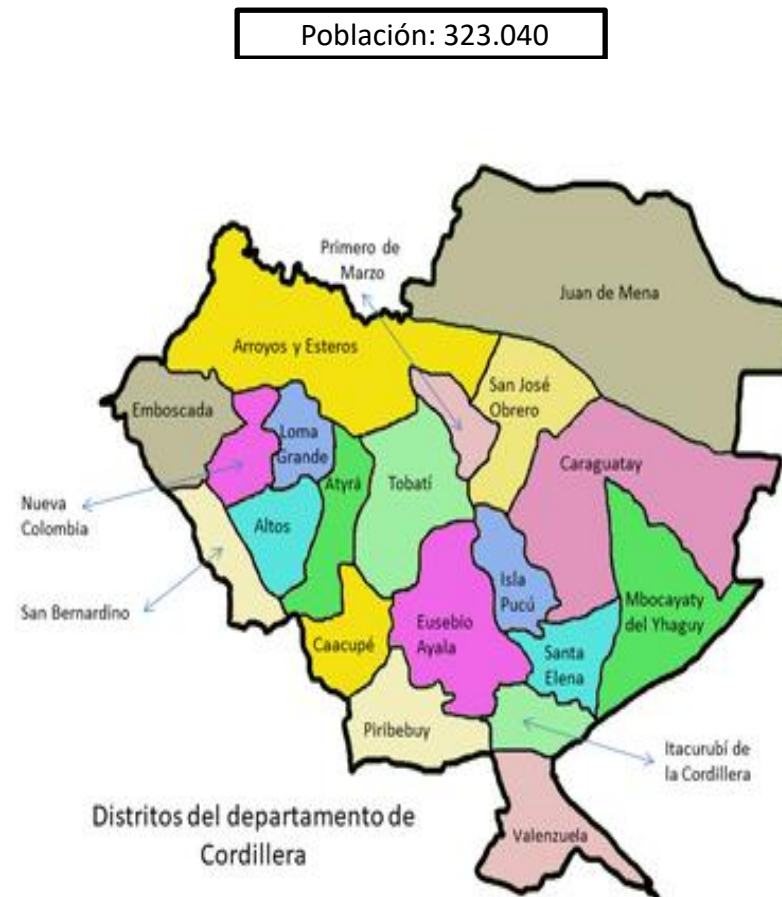 Población: 323.040
Primero de
Marzo
Juan de Mena
Arroyos y Esteros
San José
Obrero
Emboscada
Loma
Grande
Caraguatay
Atyrá
Tobatí
Nueva
Colombia
Altos
Isla
Pucú
San Bernardino
Mbocayaty
del Yhaguy
Eusebio
Ayala
Caacupé
Santa
Elena
Piribebuy
Itacurubí de
la Cordillera
Distritos del departamento de
Cordillera
Valenzuela